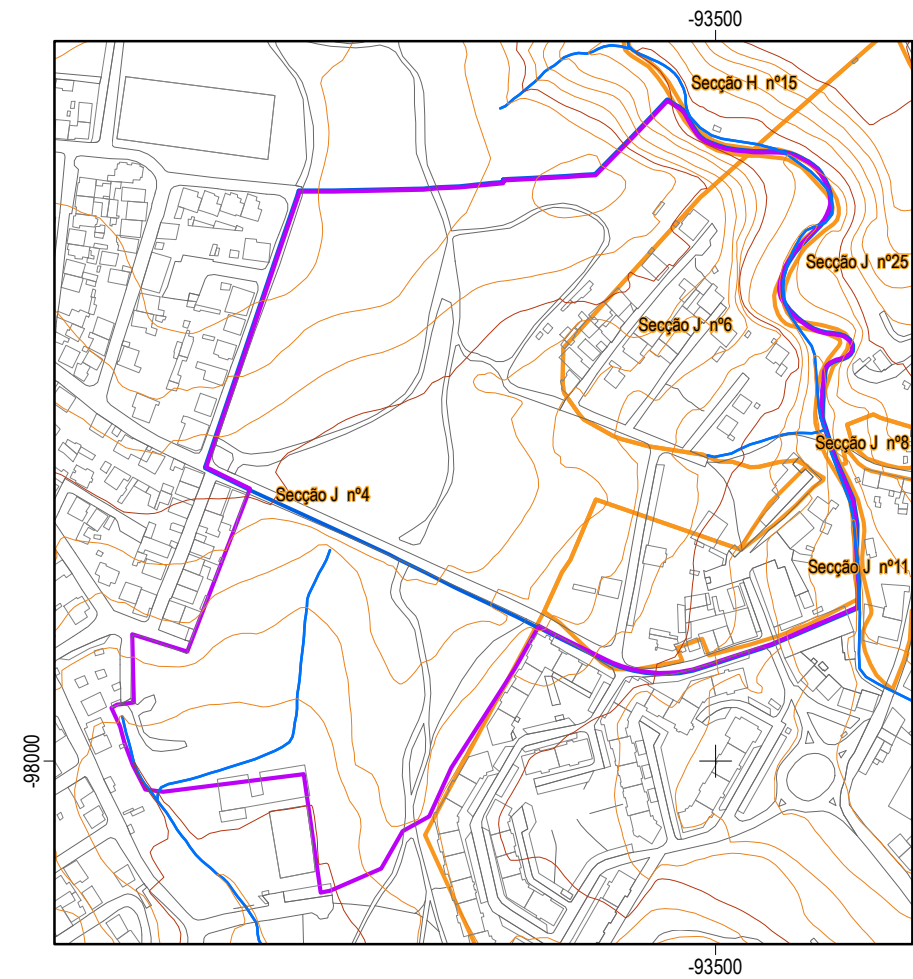 -93500
Secção H nº15
Secção J nº25
Secção J nº6
Secção J nº8
Secção J nº4
Secção J nº11
-98000
-93500